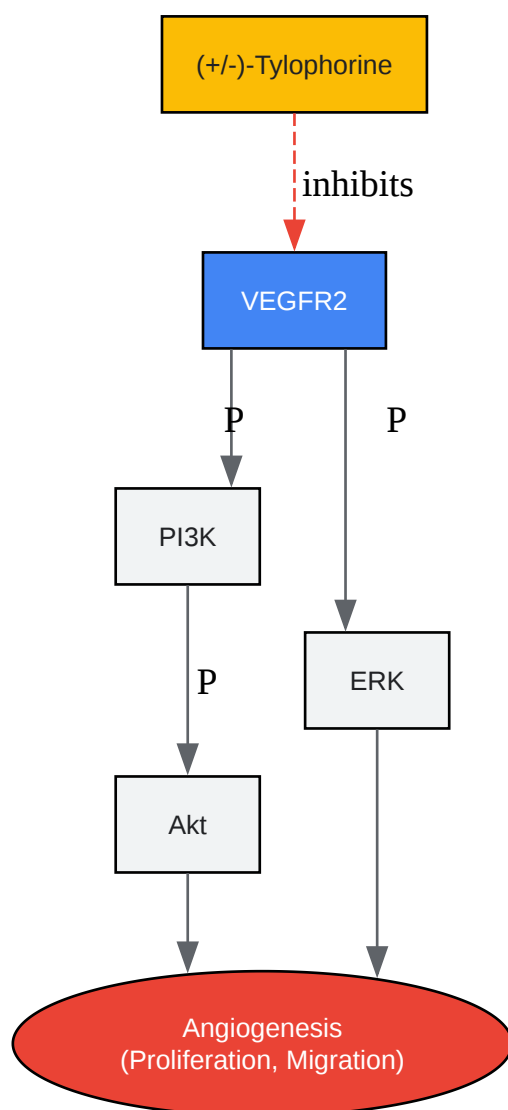 (+/-)-Tylophorine
inhibits
VEGFR2
P
P
PI3K
P
ERK
Akt
Angiogenesis
(Proliferation, Migration)